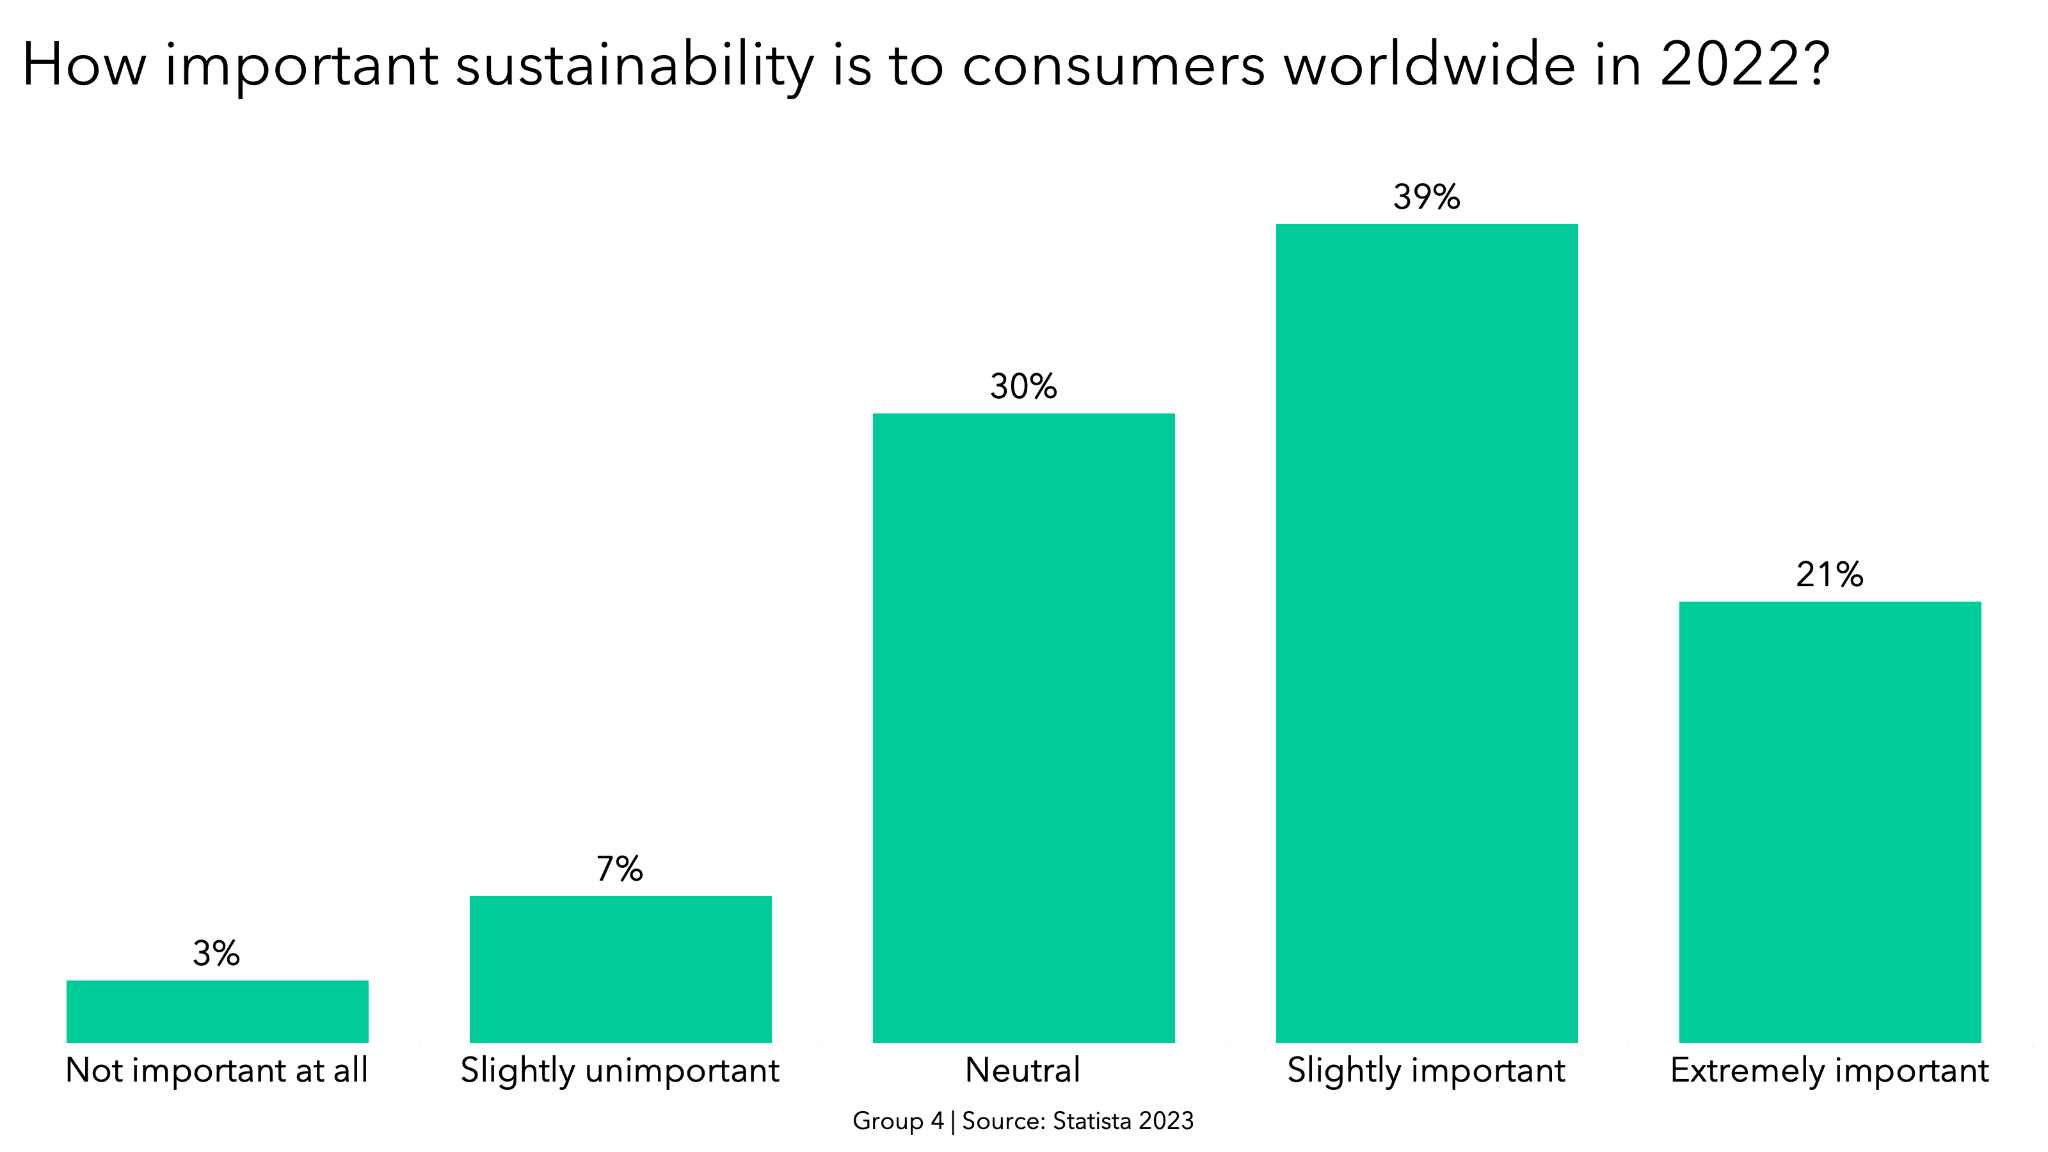 How important sustainability is to consumers worldwide in 2022?
39%
30%
21%
7%
3%
Not important at all
Slightly unimportant
Neutral
Slightly important
Extremely important
Group 4 | Source: Statista 2023